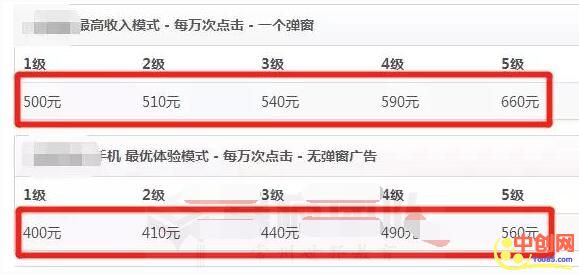 最高收入模式 - 每万次点击 - 一个弹窗
1级 2级 3级 4级 5级
500元 510元 540元 590元 660元
手机 最优体验模式 - 每万次点击 - 无弹窗广告
1级 2级 3级 4级 5级
400元 410元 440元 490元 560元
中创网